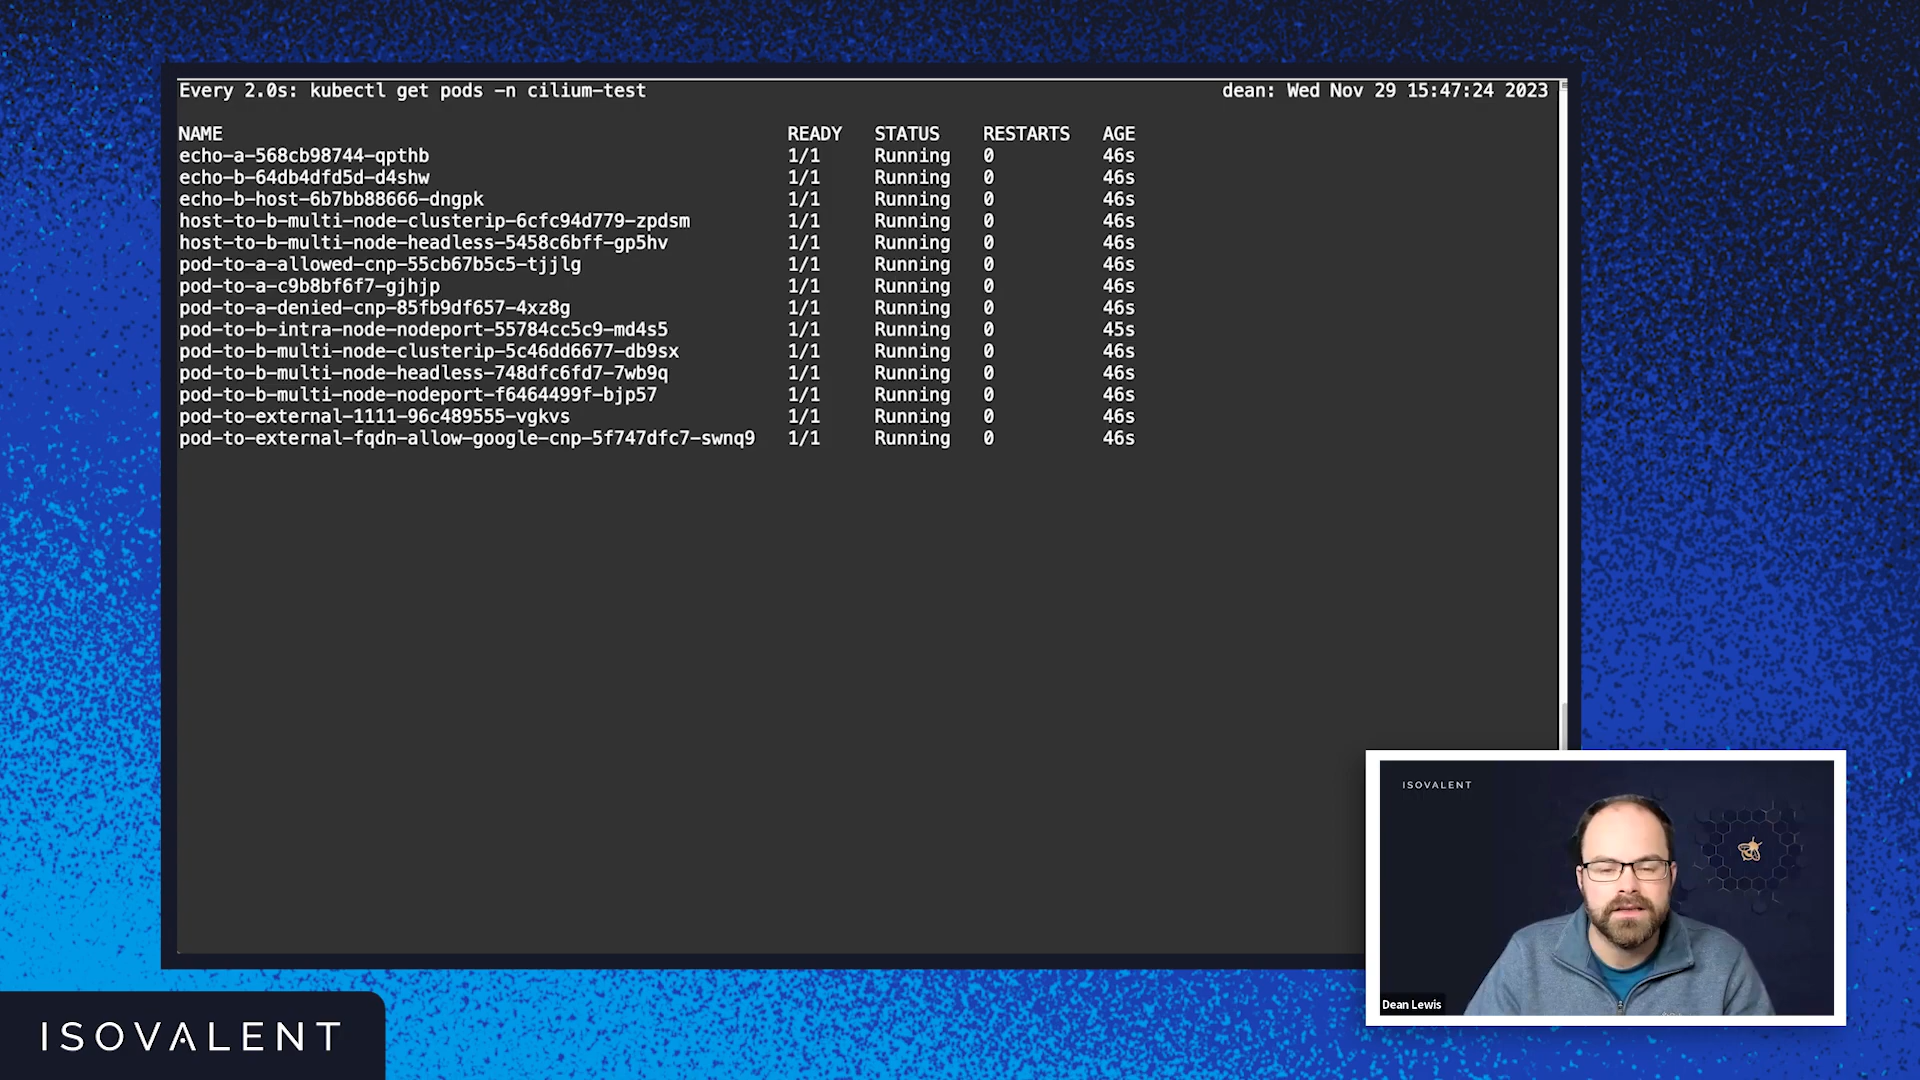 Every 2.0s: kubectl get pods -n cilium-test dean: Wed Nov 29 15:47:24 2023
NAME READY STATUS RESTARTS AGE
echo-a-568cb98744-qpthb 1/1 Running 0 46s
echo-b-64db4dfd5d-d4shw 1/1 Running 0 46s
echo-b-host-6b7bb88666-dngpk 1/1 Running 0 46s
host-to-b-multi-node-clusterip-6cfc94d779-zpdsm 1/1 Running 0 46s
host-to-b-multi-node-headless-5458c6bff-gp5hv 1/1 Running 0 46s
pod-to-a-allowed-cnp-55cb67b5c5-tjjlg 1/1 Running 0 46s
pod-to-a-c9b8bf6f7-gjhjp 1/1 Running 0 46s
pod-to-a-denied-cnp-85fb9df657-4xz8g 1/1 Running 0 46s
pod-to-b-intra-node-nodeport-55784cc5c9-md4s5 1/1 Running 0 45s
pod-to-b-multi-node-clusterip-5c46dd6677-db9sx 1/1 Running 0 46s
pod-to-b-multi-node-headless-748dfc6fd7-7wb9q 1/1 Running 0 46s
pod-to-b-multi-node-nodeport-f6464499f-bjp57 1/1 Running 0 46s
pod-to-external-1111-96c489555-vgkvs 1/1 Running 0 46s
pod-to-external-fqdn-allow-google-cnp-5f747dfc7-swnq9 1/1 Running 0 46s
ISOVALENT
Dean Lewis
ISOVALENT